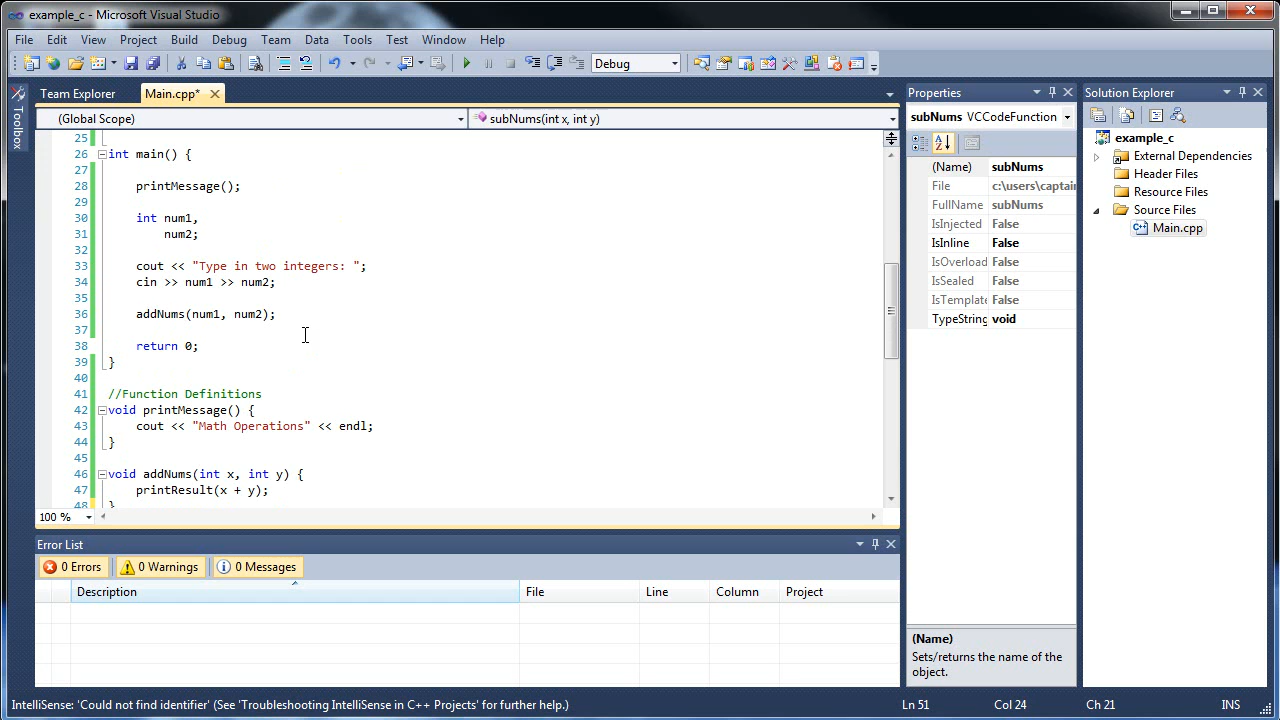 example_c - Microsoft Visual Studio
File Edit View Project Build Debug Team Data Tools Test Window Help
Debug
Team Explorer Main.cpp*
Toolbox
(Global Scope) subNums(int x, int y)
25
26 int main() {
27
28 printMessage();
29
30 int num1,
31 num2;
32
33 cout << "Type in two integers: ";
34 cin >> num1 >> num2;
35
36 addNums(num1, num2);
37
38 return 0;
39 }
40
41 //Function Definitions
42 void printMessage() {
43 cout << "Math Operations" << endl;
44 }
45
46 void addNums(int x, int y) {
47 printResult(x + y);
48 }
100 %
Error List
0 Errors 0 Warnings 0 Messages
Description File Line Column Project
Properties
subNums VCCodeFunction
(Name) subNums
File c:\users\captain
FullName subNums
IsInjected False
IsInline False
IsOverload False
IsSealed False
IsTemplate False
TypeString void
(Name)
Sets/returns the name of the
object.
Solution Explorer
example_c
External Dependencies
Header Files
Resource Files
Source Files
Main.cpp
IntelliSense: 'Could not find identifier' (See 'Troubleshooting IntelliSense in C++ Projects' for further help.) Ln 51 Col 24 Ch 21 INS